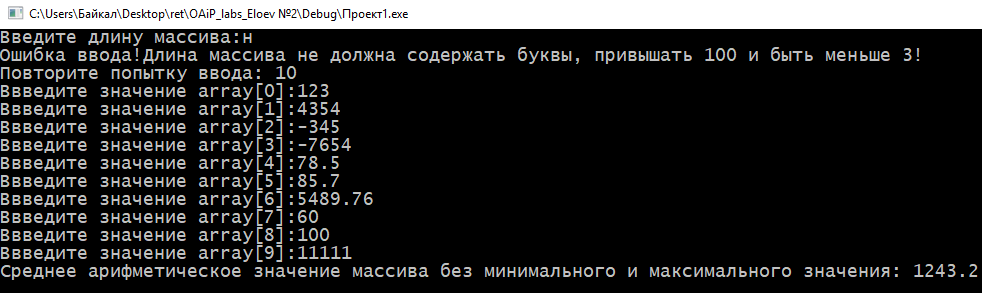 C:\Users\Байкал\Desktop\ret\OAiP_labs_Eloev №2\Debug\Проект1.exe
Введите длину массива:н
Ошибка ввода!Длина массива не должна содержать буквы, привышать 100 и быть меньше 3!
Повторите попытку ввода: 10
Ввведите значение array[0]:123
Ввведите значение array[1]:4354
Ввведите значение array[2]:-345
Ввведите значение array[3]:-7654
Ввведите значение array[4]:78.5
Ввведите значение array[5]:85.7
Ввведите значение array[6]:5489.76
Ввведите значение array[7]:60
Ввведите значение array[8]:100
Ввведите значение array[9]:11111
Среднее арифметическое значение массива без минимального и максимального значения: 1243.2